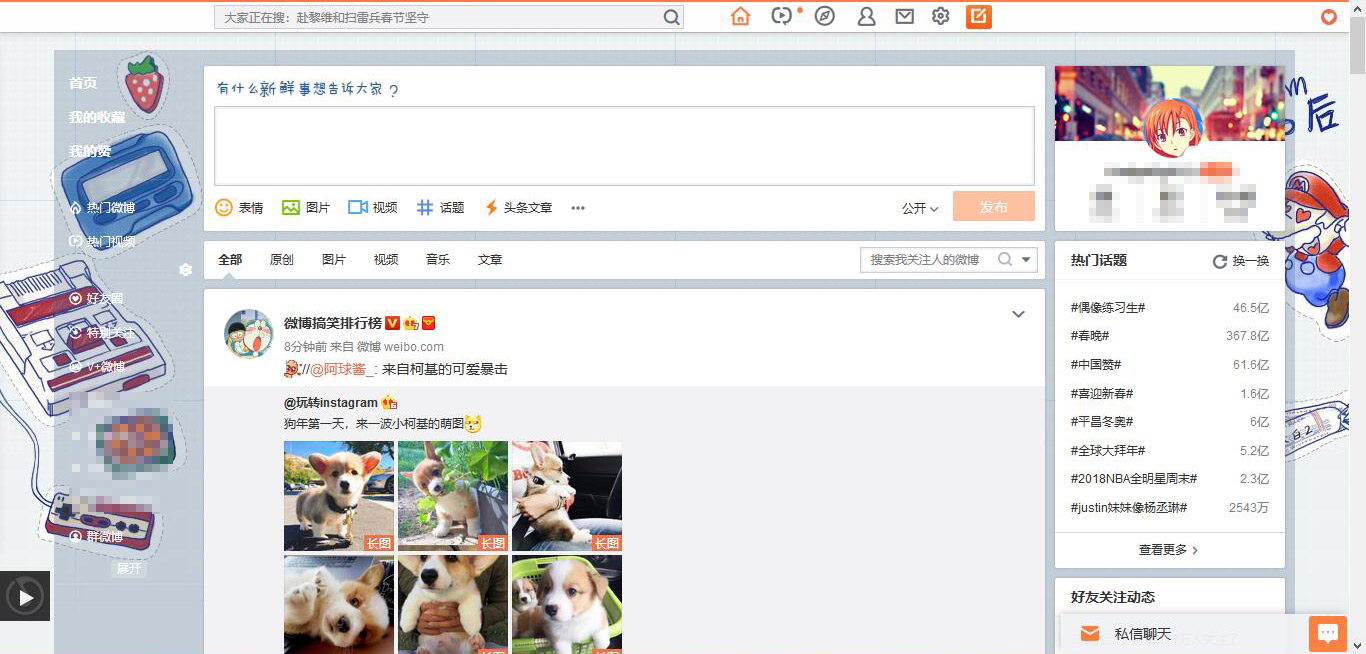 大家正在搜：赴黎维和扫雷兵春节坚守
首页
我的收藏
我的赞
热门微博
热门视频
好友圈
特别关注
V+微博
群微博
展开
有什么新鲜事想告诉大家？
表情 图片 视频 话题 头条文章 ••• 公开 发布
全部 原创 图片 视频 音乐 文章 搜索我关注人的微博
微博搞笑排行榜
8分钟前 来自 微博 weibo.com
//@阿球酱_: 来自柯基的可爱暴击
@玩转instagram
狗年第一天，来一波小柯基的萌图
长图 长图 长图
长图 长图
后
热门话题 换一换
#偶像练习生# 46.5亿
#春晚# 367.8亿
#中国赞# 61.6亿
#喜迎新春# 1.6亿
#平昌冬奥# 6亿
#全球大拜年# 5.2亿
#2018NBA全明星周末# 2.3亿
#justin妹妹像杨丞琳# 2543万
查看更多
好友关注动态
私信聊天